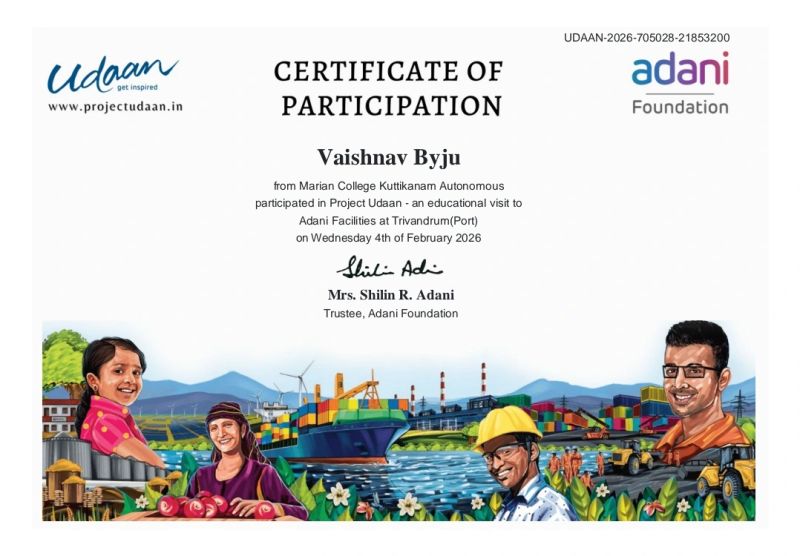 UDAAN-2026-705028-21853200
udaan
get inspired
www.projectudaan.in
CERTIFICATE OF
PARTICIPATION
adani
Foundation
Vaishnav Byju
from Marian College Kuttikanam Autonomous
participated in Project Udaan - an educational visit to
Adani Facilities at Trivandrum(Port)
on Wednesday 4th of February 2026
Shilin Adani
Mrs. Shilin R. Adani
Trustee, Adani Foundation